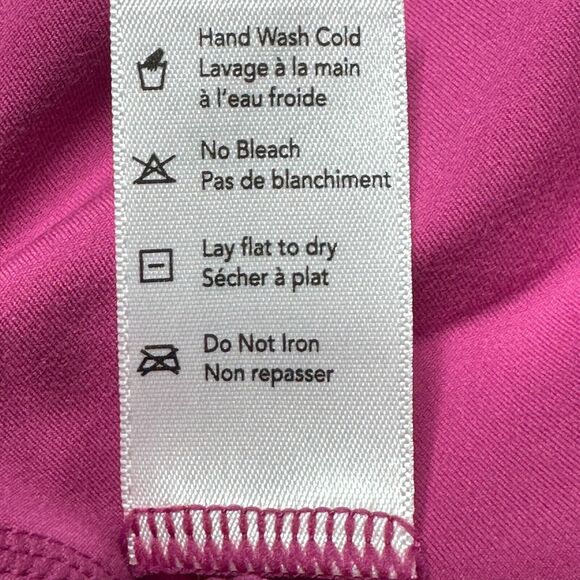 Hand Wash Cold
Lavage à la main
à l'eau froide
No Bleach
Pas de blanchiment
Lay flat to dry
Sécher à plat
Do Not Iron
Non repasser